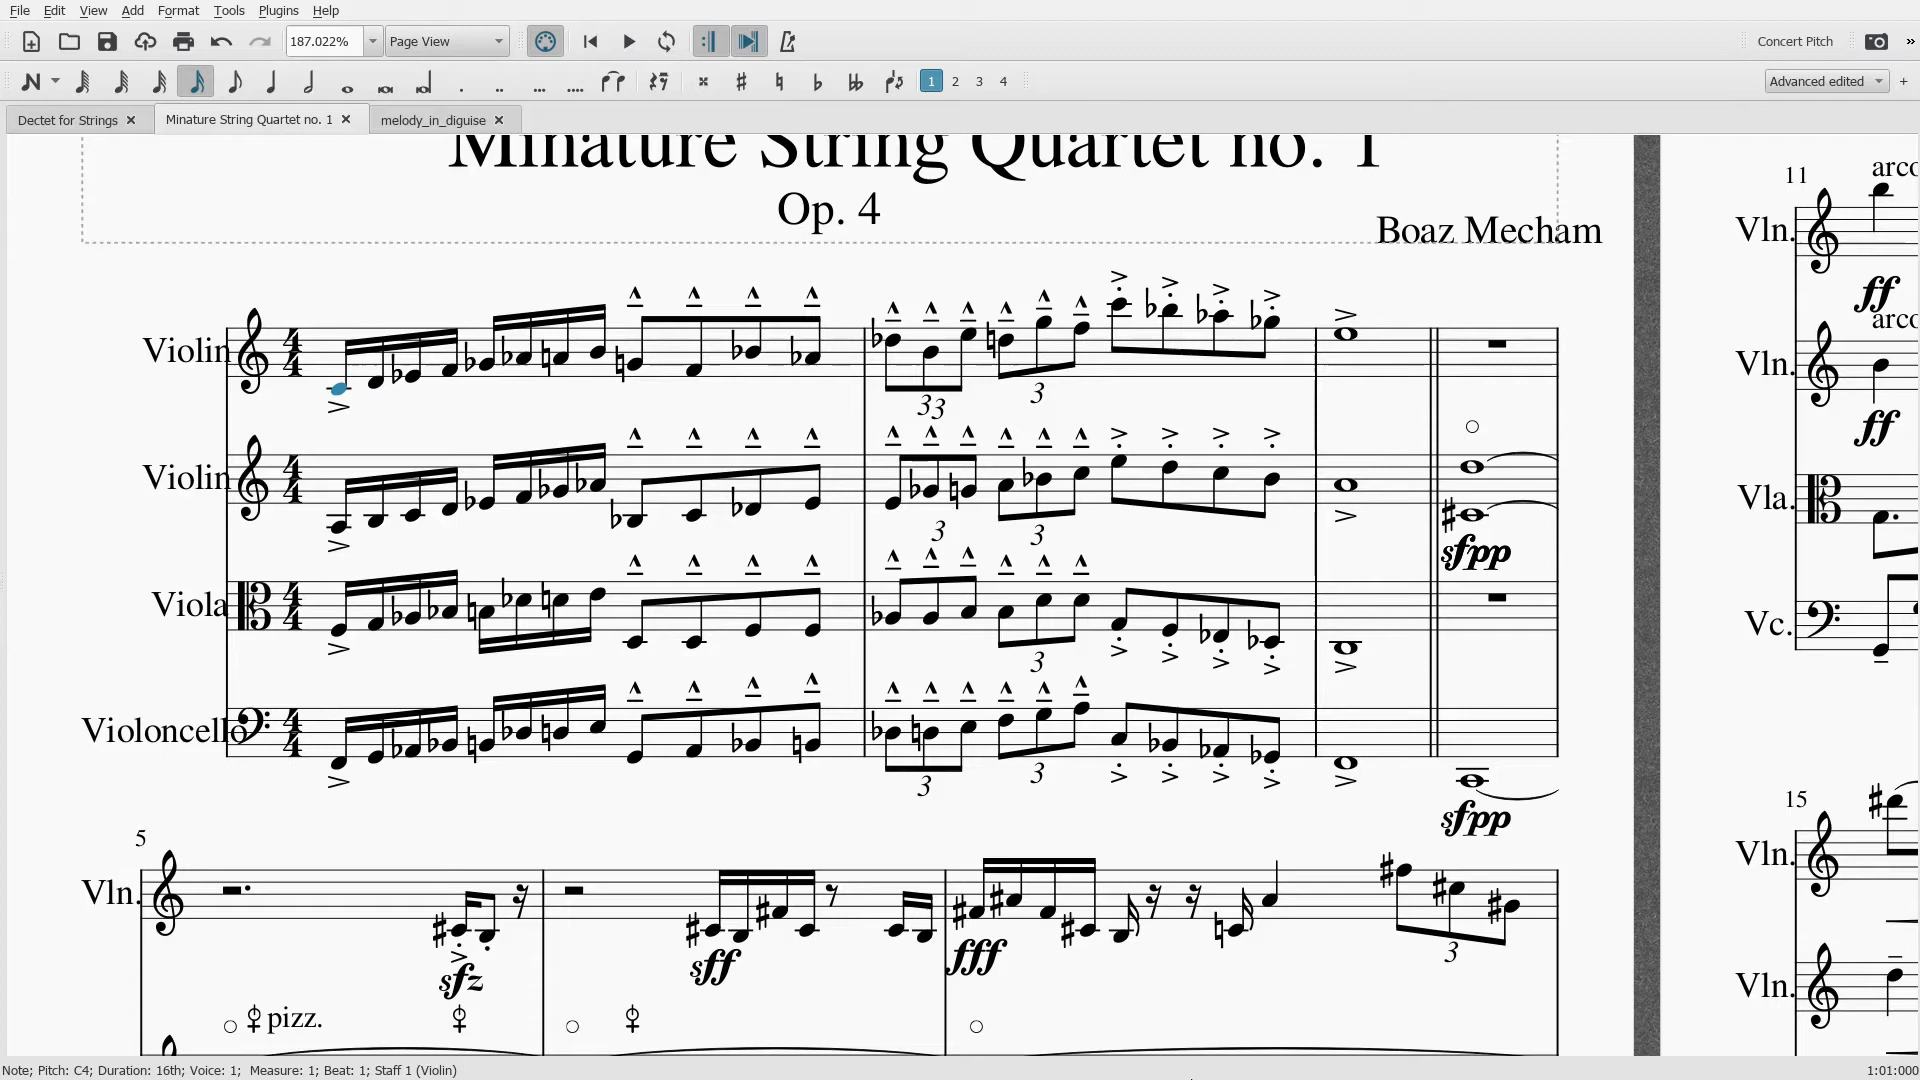 File Edit View Add Format Tools Plugins Help
187.022% Page View Concert Pitch »
1 2 3 4 Advanced edited +
Dectet for Strings × Minature String Quartet no. 1 × melody_in_diguise ×
Minature String Quartet no. 1
Op. 4
Boaz Mecham
Violin
3 3 3
Violin
3 3
sfpp
Viola
3
Violoncello
3 3
sfpp
5
Vln.
sfz sff fff 3
pizz.
11
arco
Vln.
ff
arco
Vln.
ff
Vla.
Vc.
15
Vln.
Vln.
Note; Pitch: C4; Duration: 16th; Voice: 1; Measure: 1; Beat: 1; Staff 1 (Violin) 1:01:000